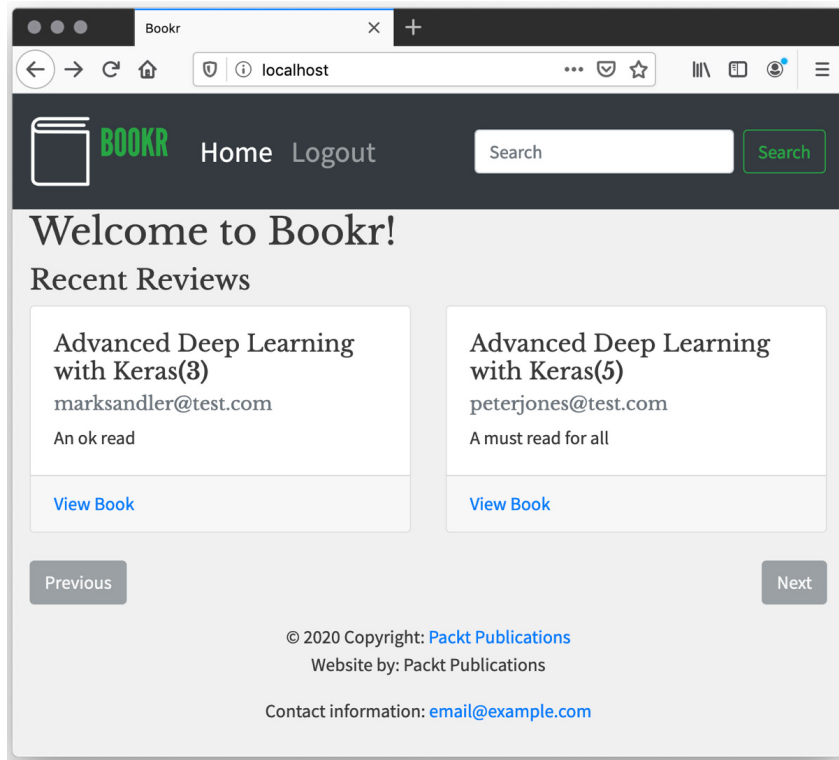 Bookr
localhost
BOOKR Home Logout Search Search
Welcome to Bookr!
Recent Reviews
Advanced Deep Learning
with Keras(3)
marksandler@test.com
An ok read
View Book
Advanced Deep Learning
with Keras(5)
peterjones@test.com
A must read for all
View Book
Previous
Next
© 2020 Copyright: Packt Publications
Website by: Packt Publications
Contact information: email@example.com